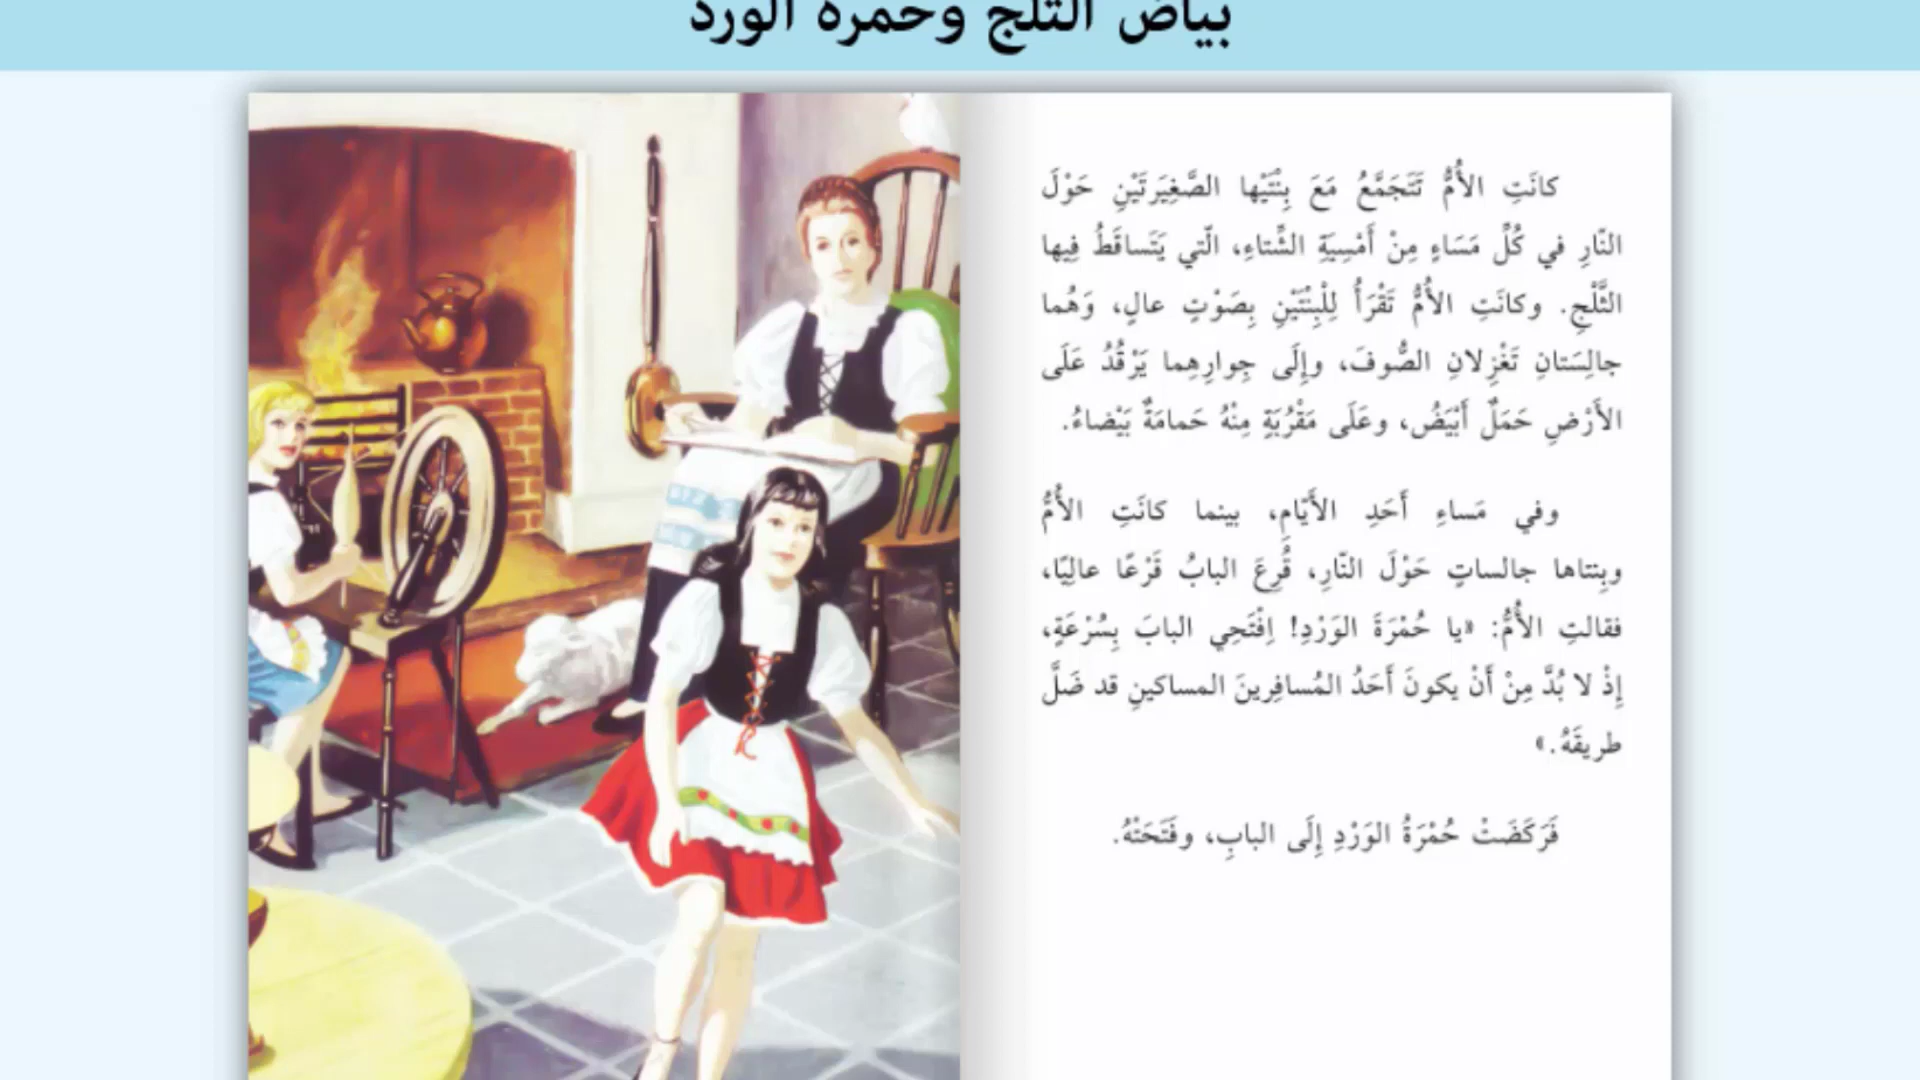 بياض الثلج وحمرة الورد
كانَتِ الأُمُّ تَتَجَمَّعُ مَعَ بِنْتَيْها الصَّغِيَرتَيْنِ حَوْلَ
النّارِ في كُلِّ مَسَاءٍ مِنْ أَمْسِيَةِ الشِّتاءِ، الّتي يَتَساقَطُ فِيها
الثَّلْجِ. وكانَتِ الأُمُّ تَقْرَأُ لِلْبِنْتَيْنِ بِصَوْتٍ عالٍ، وَهُما
جالِسَتانِ تَغْزِلانِ الصُّوفَ، وإِلَى جِوارِهِما يَرْقُدُ عَلَى
الأَرْضِ حَمَلٌ أَبْيَضُ، وعَلَى مَقْرُبَةٍ مِنْهُ حَمامَةٌ بَيْضاءُ.
وفي مَساءِ أَحَدِ الأَيّامِ، بينما كانَتِ الأُمُّ
وبِنتاها جالساتٍ حَوْلَ النّارِ، قُرِعَ البابُ قَرْعًا عالِيًا،
فقالتِ الأُمُّ: «يا حُمْرَةَ الوَرْدِ! اِفْتَحِي البابَ بِسُرْعَةٍ،
إِذْ لا بُدَّ مِنْ أَنْ يكونَ أَحَدُ المُسافِرينَ المساكينِ قد ضَلَّ
طريقَهُ.»
فَرَكَضَتْ حُمْرَةُ الوَرْدِ إِلَى البابِ، وفَتَحَتْهُ.